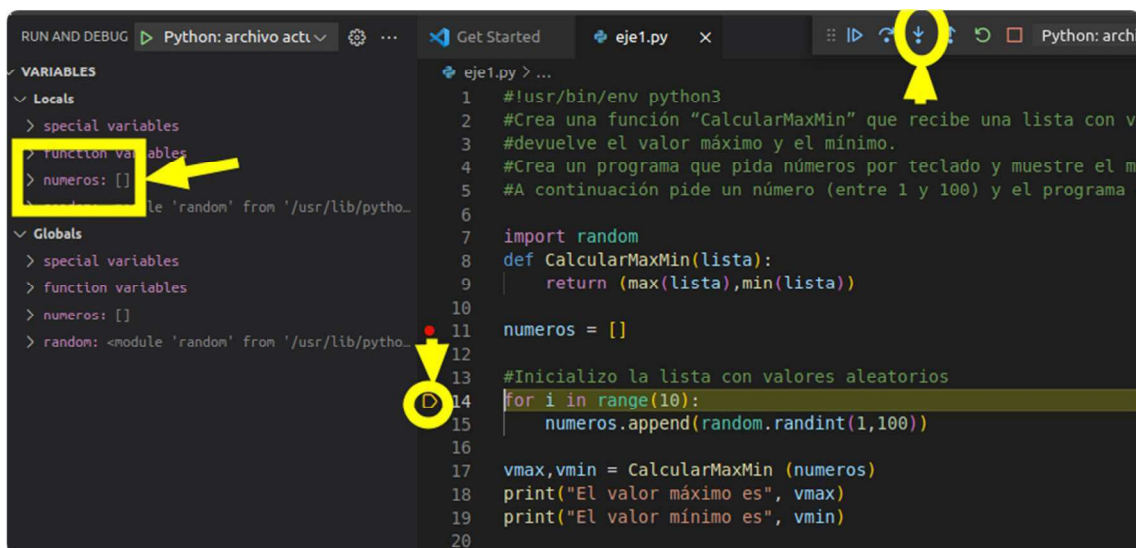 RUN AND DEBUG Python: archivo actu
VARIABLES
Locals
special variables
function variables
numeros: []
le 'random' from '/usr/lib/pytho…
Globals
special variables
function variables
numeros: []
random: <module 'random' from '/usr/lib/pytho…
Get Started
eje1.py
Python: archi
eje1.py > ...
1 #!usr/bin/env python3
2 #Crea una función “CalcularMaxMin” que recibe una lista con v
3 #devuelve el valor máximo y el mínimo.
4 #Crea un programa que pida números por teclado y muestre el m
5 #A continuación pide un número (entre 1 y 100) y el programa
6
7 import random
8 def CalcularMaxMin(lista):
9 return (max(lista),min(lista))
10
11 numeros = []
12
13 #Inicializo la lista con valores aleatorios
14 for i in range(10):
15 numeros.append(random.randint(1,100))
16
17 vmax,vmin = CalcularMaxMin (numeros)
18 print("El valor máximo es", vmax)
19 print("El valor mínimo es", vmin)
20